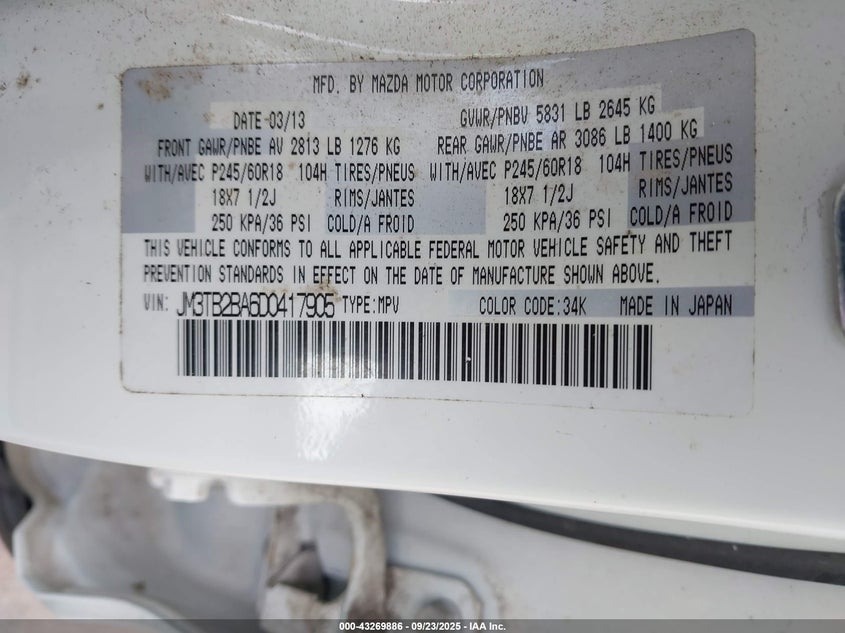 MFD. BY MAZDA MOTOR CORPORATION
DATE 03/13 GVWR/PNBV 5831 LB 2645 KG
FRONT GAWR/PNBE AV 2813 LB 1276 KG REAR GAWR/PNBE AR 3086 LB 1400 KG
WITH/AVEC P245/60R18 104H TIRES/PNEUS WITH/AVEC P245/60R18 104H TIRES/PNEUS
18X7 1/2J RIMS/JANTES 18X7 1/2J RIMS/JANTES
250 KPA/36 PSI COLD/A FROID 250 KPA/36 PSI COLD/A FROID
THIS VEHICLE CONFORMS TO ALL APPLICABLE FEDERAL MOTOR VEHICLE SAFETY AND THEFT
PREVENTION STANDARDS IN EFFECT ON THE DATE OF MANUFACTURE SHOWN ABOVE.
VIN: JM3TB2BA6D0417905 TYPE:MPV COLOR CODE:34K MADE IN JAPAN
000-43269886 - 09/23/2025 - IAA Inc.